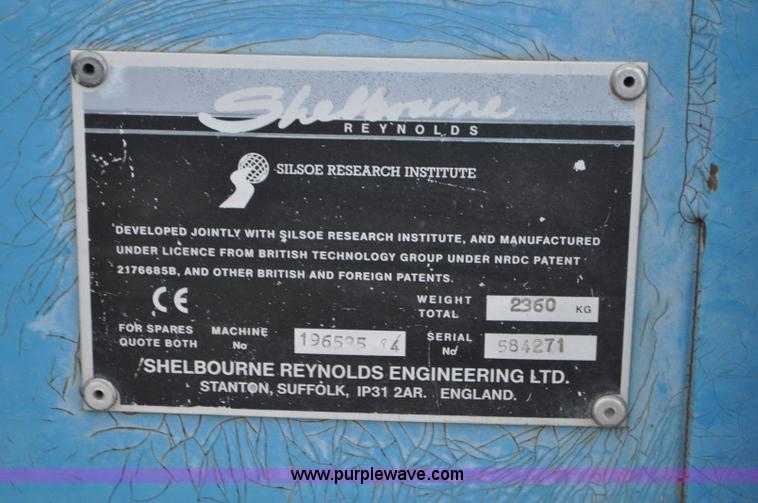 Shelbourne
REYNOLDS
SILSOE RESEARCH INSTITUTE
DEVELOPED JOINTLY WITH SILSOE RESEARCH INSTITUTE, AND MANUFACTURED
UNDER LICENCE FROM BRITISH TECHNOLOGY GROUP UNDER NRDC PATENT
2176685B, AND OTHER BRITISH AND FOREIGN PATENTS.
CE
WEIGHT TOTAL 2360 KG
FOR SPARES QUOTE BOTH
MACHINE No
SERIAL No 584271
SHELBOURNE REYNOLDS ENGINEERING LTD.
STANTON, SUFFOLK, IP31 2AR. ENGLAND.
www.purplewave.com